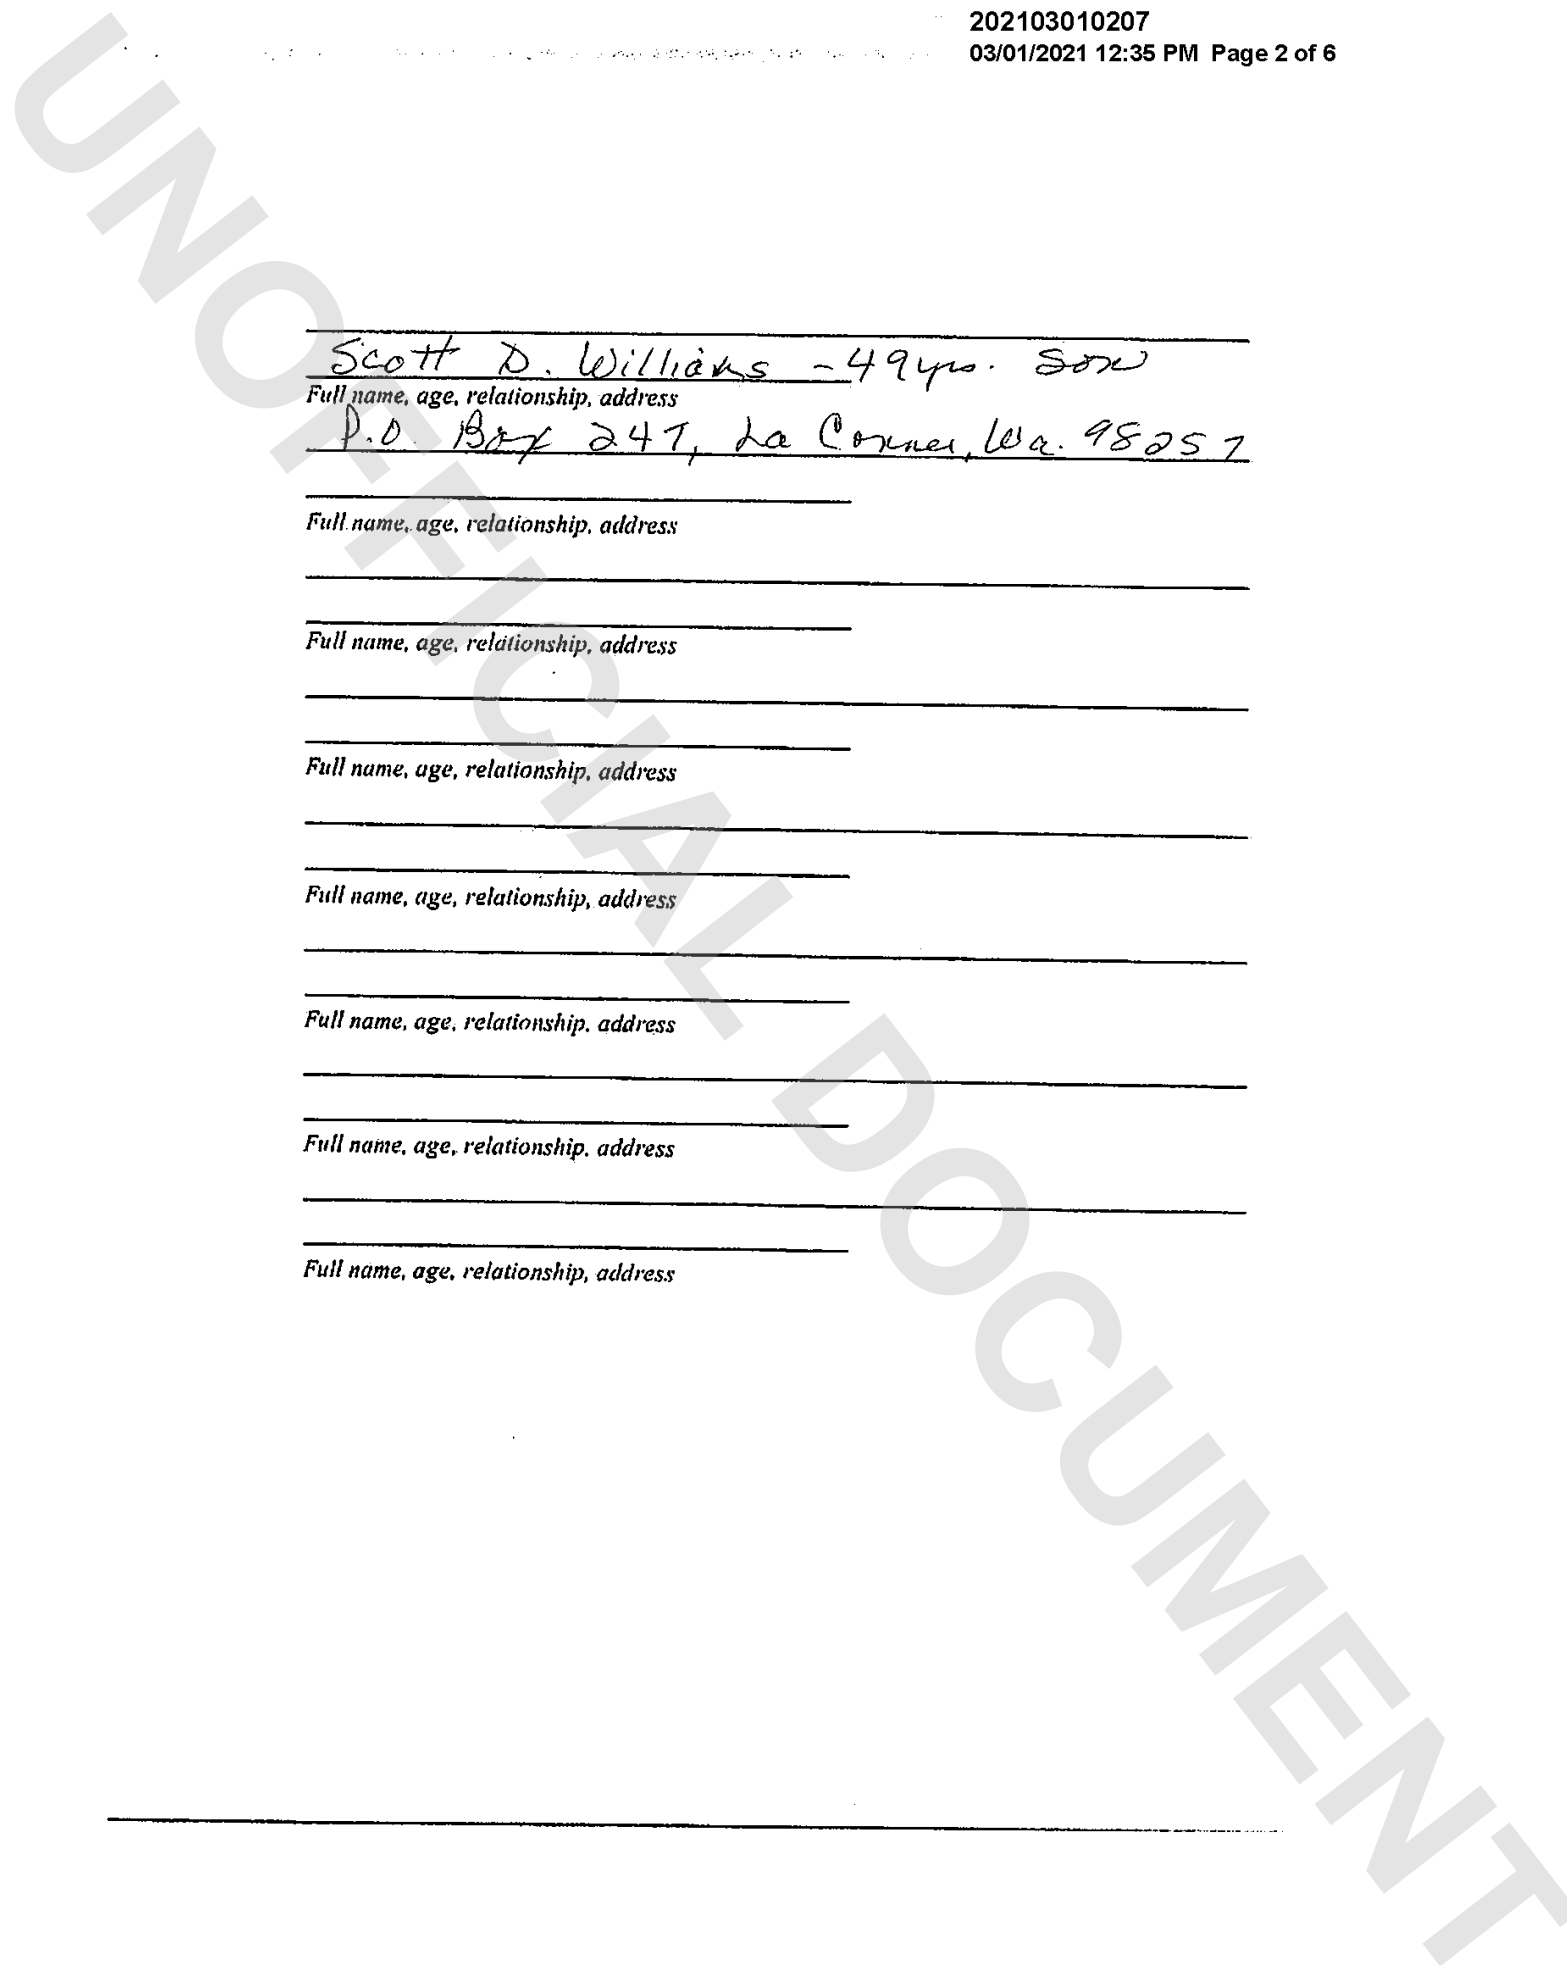 202103010207
03/01/2021 12:35 PM Page 2 of 6
Scott D. Williams - 49 yrs. Son
Full name, age, relationship, address
P.O. Box 247, La Conner, Wa. 98257
Full name, age, relationship, address
Full name, age, relationship, address
Full name, age, relationship, address
Full name, age, relationship, address
Full name, age, relationship, address
Full name, age, relationship, address
Full name, age, relationship, address
UNOFFICIAL DOCUMENT